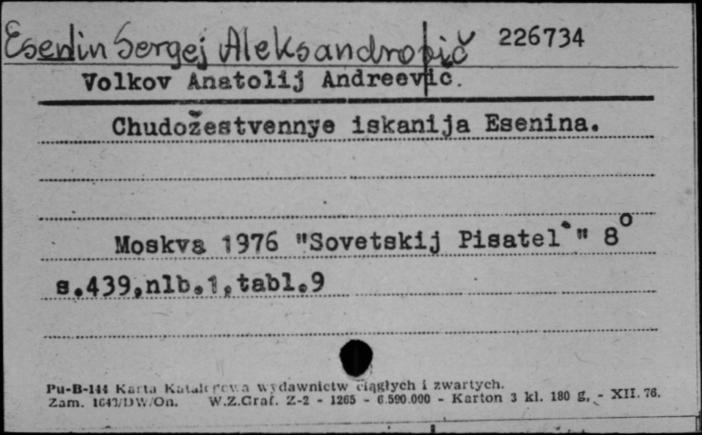 Esenin Sergej Aleksandrovič 226734
Volkov Anatolij Andreevič.
Chudožestvennye iskanija Esenina.
Moskva 1976 "Sovetskij Pisatel`" 8°
s.439,nlb.1,tabl.9
Pu-B-144 Karta Katalogowa wydawnictw ciągłych i zwartych.
Zam. 1647/DW/On. W.Z.Graf. Z-2 - 1265 - 6.590.000 - Karton 3 kl. 180 g, - XII. 76.